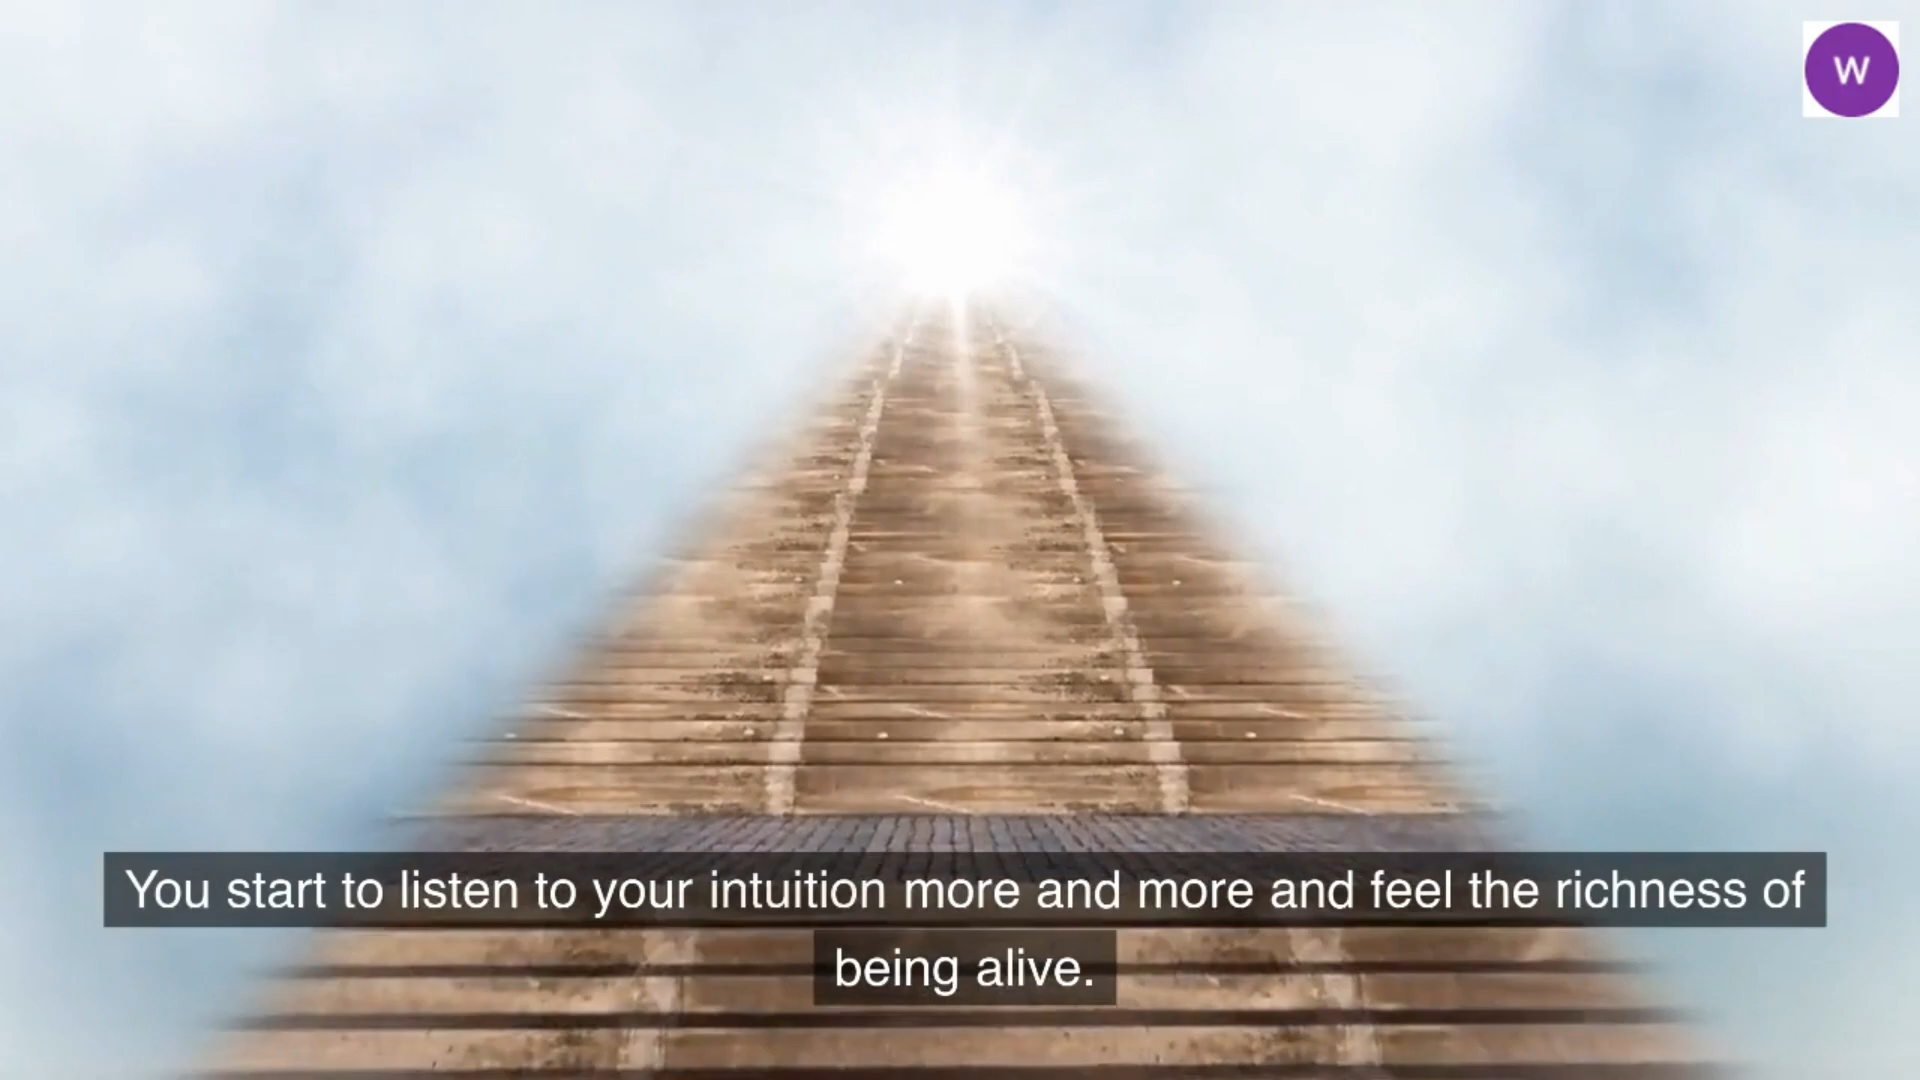 W
You start to listen to your intuition more and more and feel the richness of
being alive.